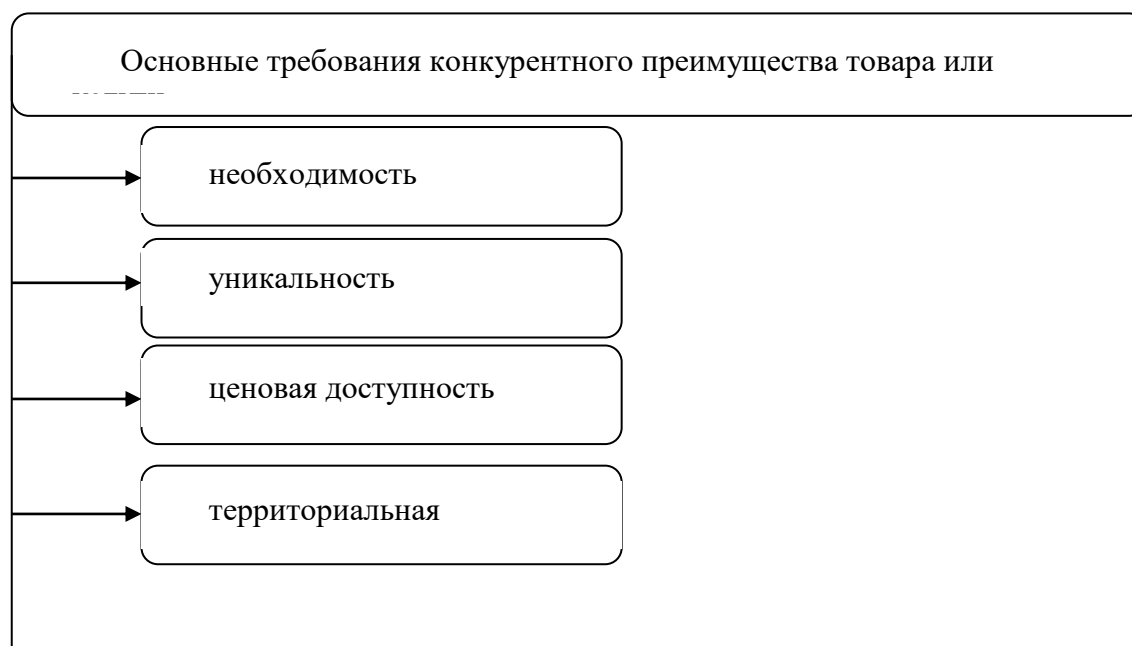 Основные требования конкурентного преимущества товара или
необходимость
уникальность
ценовая доступность
территориальная